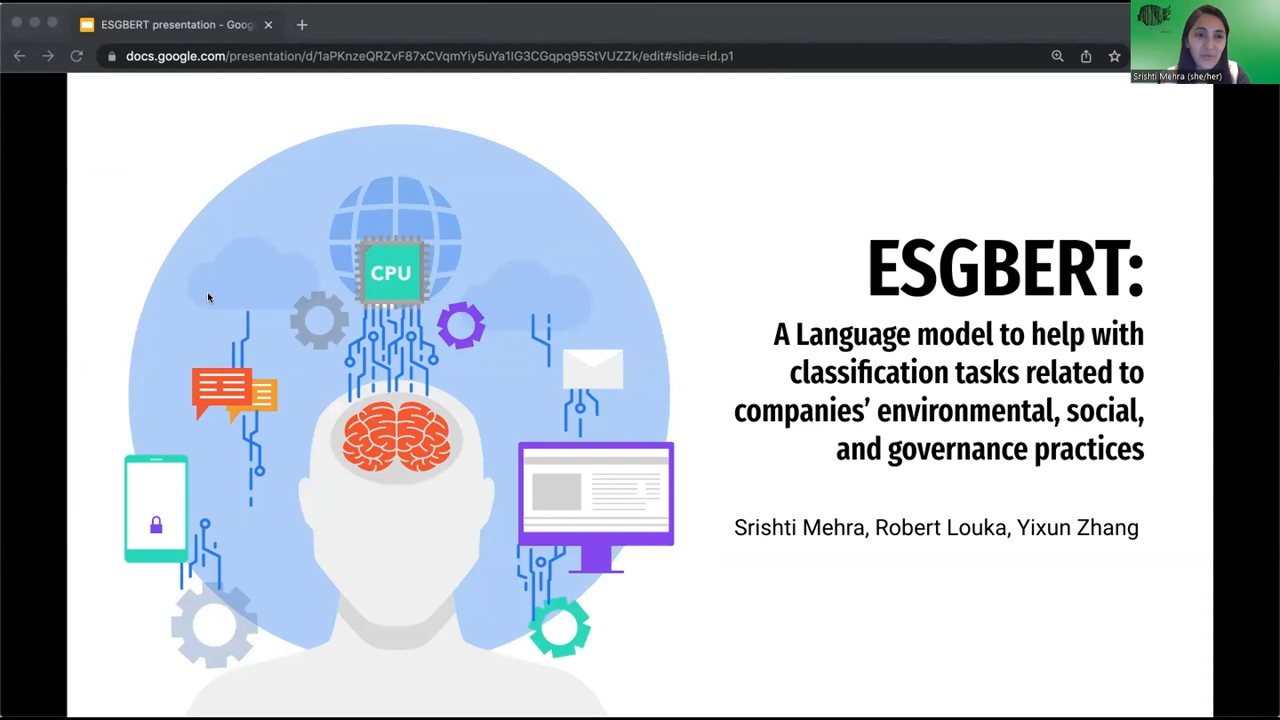 ESGBERT presentation - Goog
docs.google.com/presentation/d/1aPKnzeQRZvF87xCVqmYiy5uYa1lG3CGqpq95StVUZZk/edit#slide=id.p1
Srishti Mehra (she/her)
CPU
ESGBERT:
A Language model to help with
classification tasks related to
companies’ environmental, social,
and governance practices
Srishti Mehra, Robert Louka, Yixun Zhang